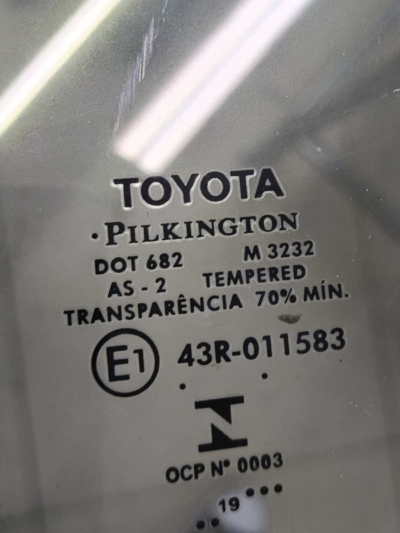 TOYOTA
·PILKINGTON
DOT 682 M 3232
AS - 2 TEMPERED
TRANSPARÊNCIA 70% MÍN.
E1 43R-011583
OCP Nº 0003
19